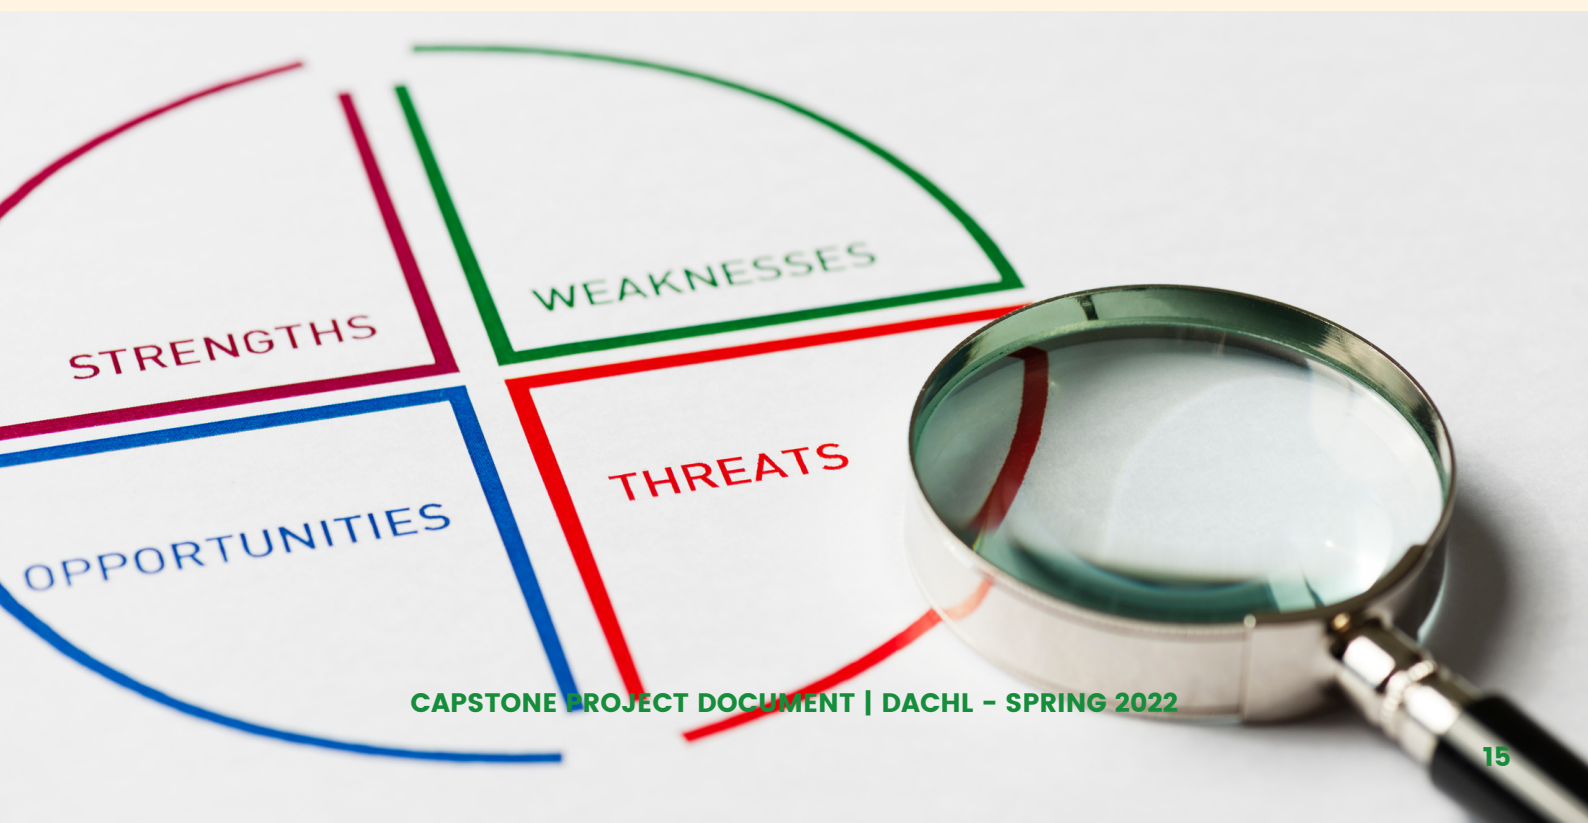 STRENGTHS
WEAKNESSES
OPPORTUNITIES
THREATS
CAPSTONE PROJECT DOCUMENT | DACHL - SPRING 2022
15